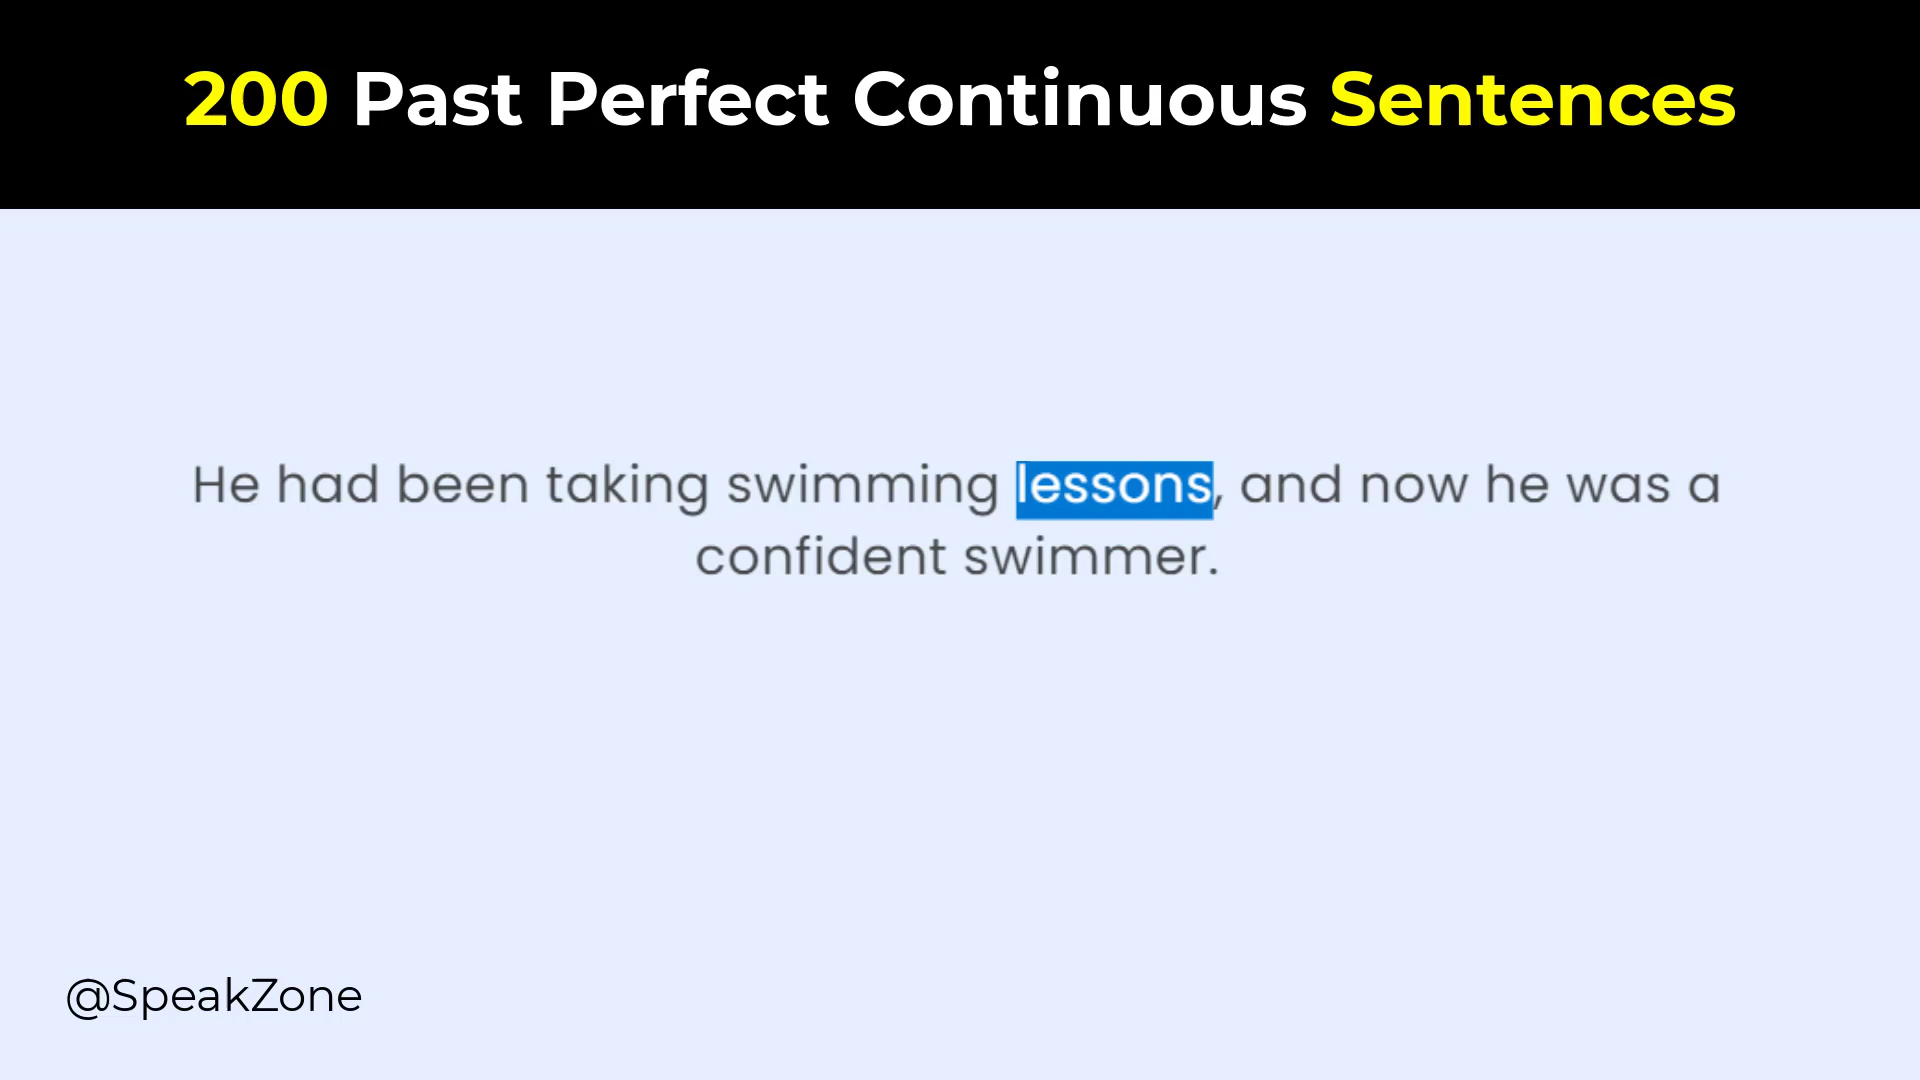 200 Past Perfect Continuous Sentences
He had been taking swimming lessons, and now he was a
confident swimmer.
@SpeakZone